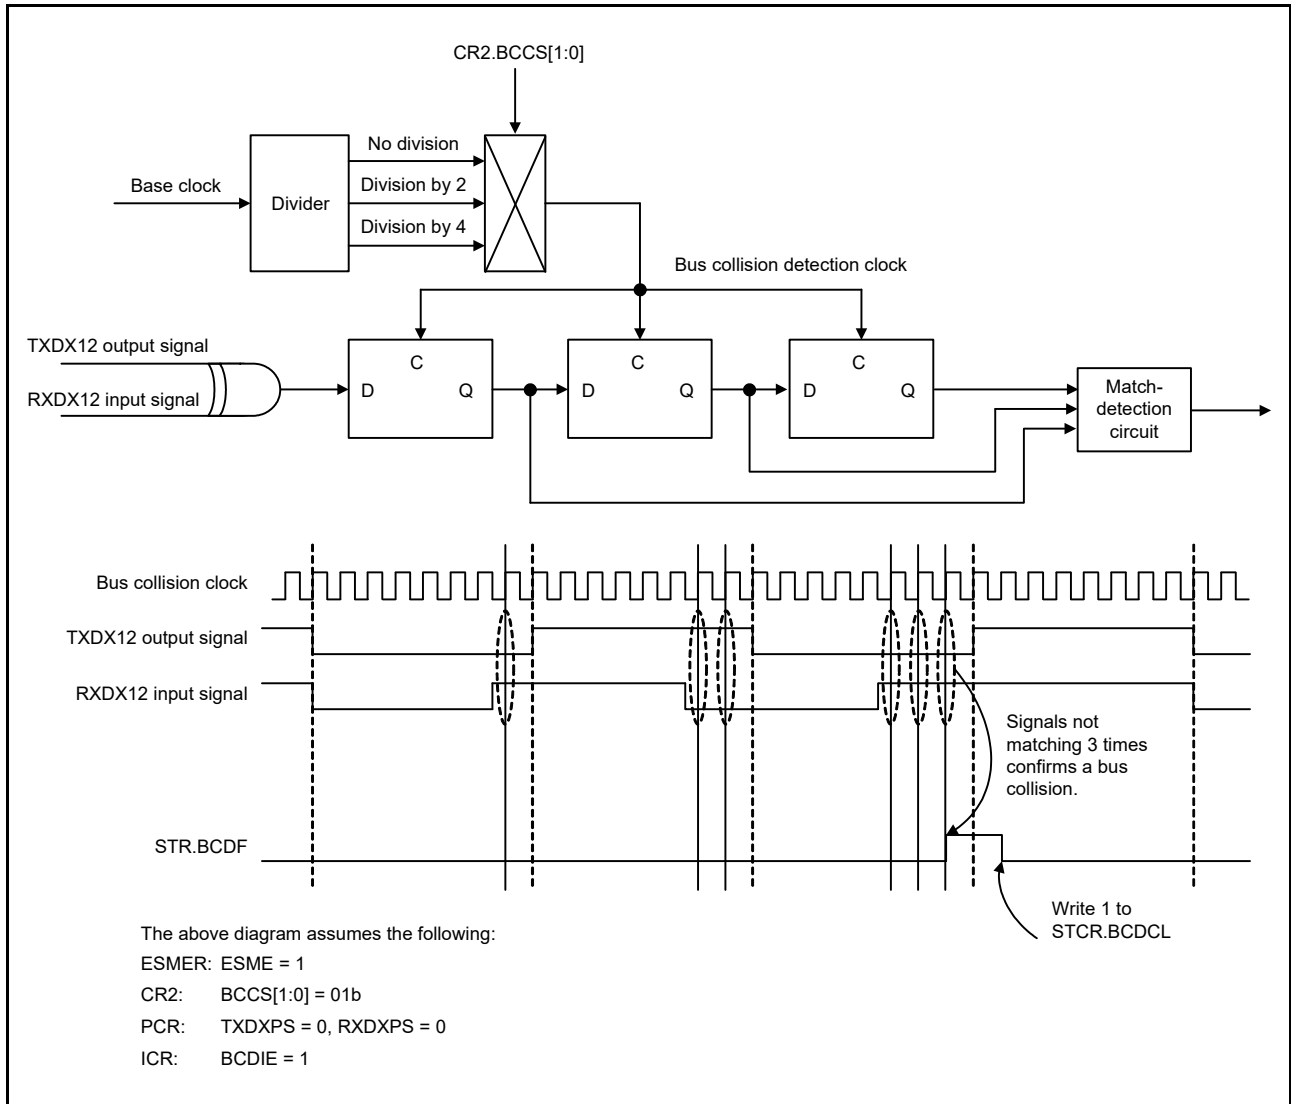 CR2.BCCS[1:0]
No division
Base clock
Division by 2
Divider
Division by 4
Bus collision detection clock
TXDX12 output signal
RXDX12 input signal
C
D
Q
C
D
Q
C
D
Q
Match-
detection
circuit
Bus collision clock
TXDX12 output signal
RXDX12 input signal
Signals not
matching 3 times
confirms a bus
collision.
STR.BCDF
Write 1 to
STCR.BCDCL
The above diagram assumes the following:
ESMER: ESME = 1
CR2: BCCS[1:0] = 01b
PCR: TXDXPS = 0, RXDXPS = 0
ICR: BCDIE = 1